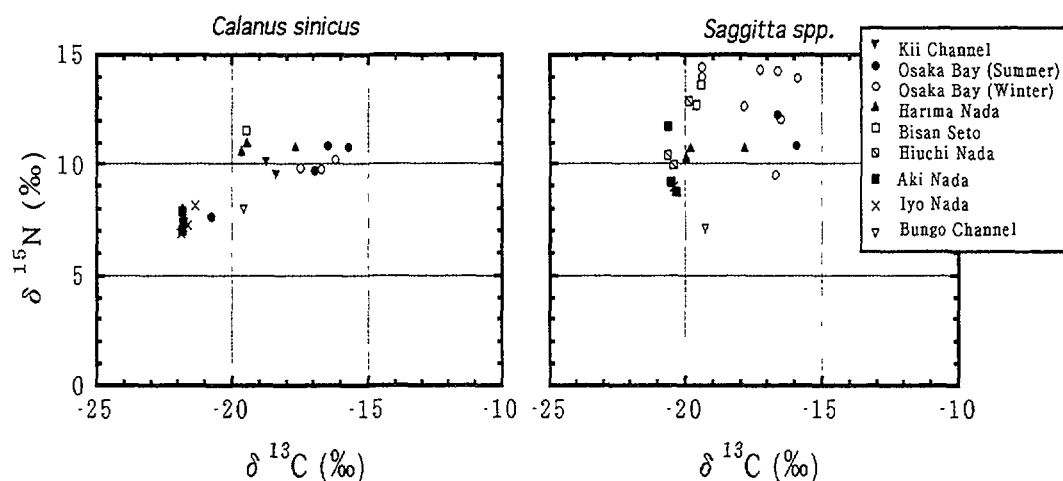 Calanus sinicus
Saggitta spp.
15
10
5
0
δ ¹⁵N (‰)
-25 -20 -15 -10
-25 -20 -15 -10
δ ¹³C (‰)
δ ¹³C (‰)
Kii Channel
Osaka Bay (Summer)
Osaka Bay (Winter)
Harima Nada
Bisan Seto
Hiuchi Nada
Aki Nada
Iyo Nada
Bungo Channel